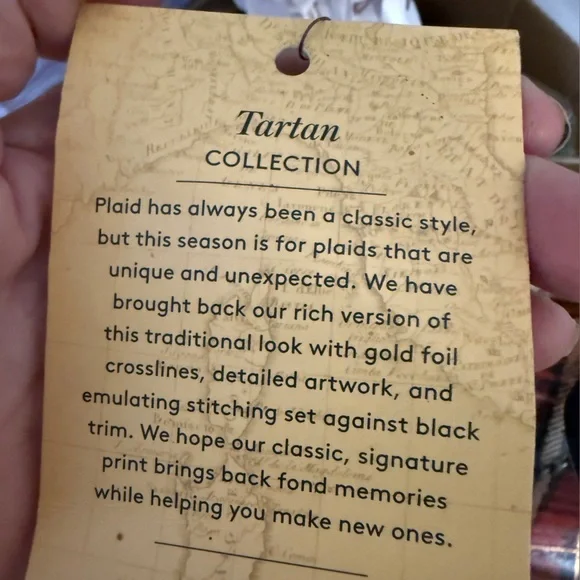 Tartan
COLLECTION
Plaid has always been a classic style,
but this season is for plaids that are
unique and unexpected. We have
brought back our rich version of
this traditional look with gold foil
crosslines, detailed artwork, and
emulating stitching set against black
trim. We hope our classic, signature
print brings back fond memories
while helping you make new ones.